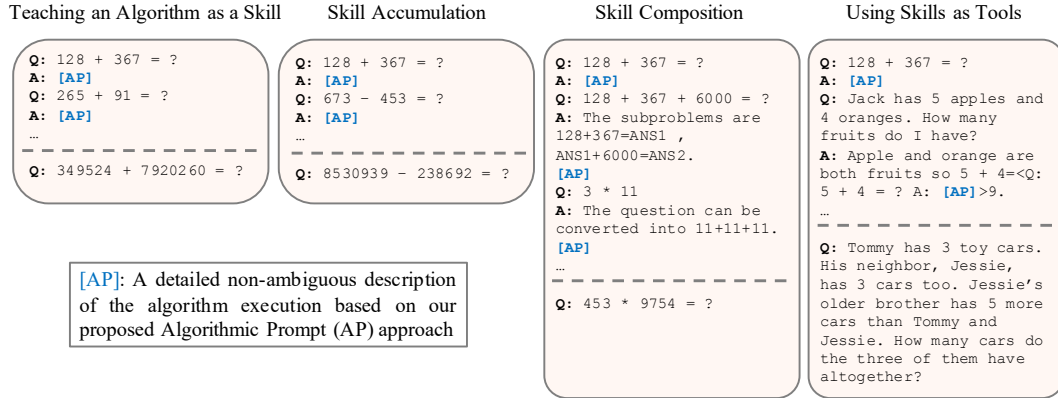 Teaching an Algorithm as a Skill
Q: 128 + 367 = ?
A: [AP]
Q: 265 + 91 = ?
A: [AP]
…
Q: 349524 + 7920260 = ?
Skill Accumulation
Q: 128 + 367 = ?
A: [AP]
Q: 673 – 453 = ?
A: [AP]
…
Q: 8530939 – 238692 = ?
Skill Composition
Q: 128 + 367 = ?
A: [AP]
Q: 128 + 367 + 6000 = ?
A: The subproblems are
128+367=ANS1 ,
ANS1+6000=ANS2.
[AP]
Q: 3 * 11
A: The question can be
converted into 11+11+11.
[AP]
…
Q: 453 * 9754 = ?
Using Skills as Tools
Q: 128 + 367 = ?
A: [AP]
Q: Jack has 5 apples and
4 oranges. How many
fruits do I have?
A: Apple and orange are
both fruits so 5 + 4=<Q:
5 + 4 = ? A: [AP]>9.
…
Q: Tommy has 3 toy cars.
His neighbor, Jessie,
has 3 cars too. Jessie’s
older brother has 5 more
cars than Tommy and
Jessie. How many cars do
the three of them have
altogether?
[AP]: A detailed non-ambiguous description
of the algorithm execution based on our
proposed Algorithmic Prompt (AP) approach